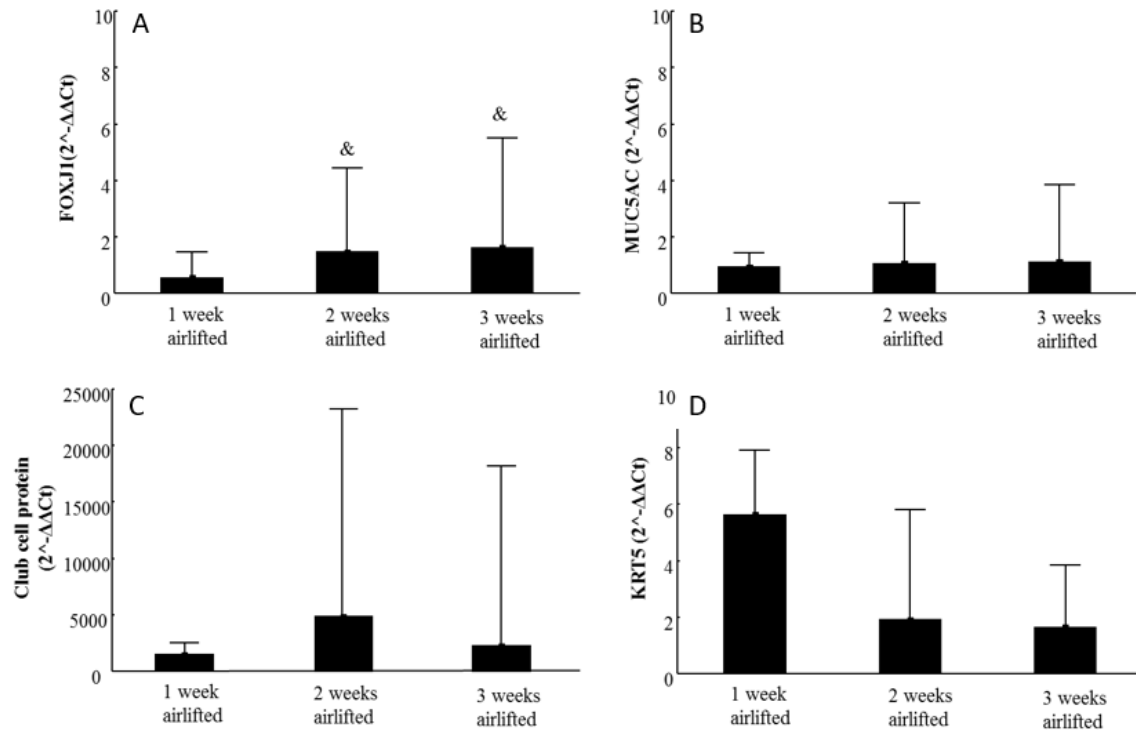 A
FOXJ1(2^-ΔΔCt)
10
8
6
4
2
0
&
&
1 week
airlifted
2 weeks
airlifted
3 weeks
airlifted
B
MUC5AC (2^-ΔΔCt)
10
8
6
4
2
0
1 week
airlifted
2 weeks
airlifted
3 weeks
airlifted
C
Club cell protein
(2^-ΔΔCt)
25000
20000
15000
10000
5000
0
1 week
airlifted
2 weeks
airlifted
3 weeks
airlifted
D
KRT5 (2^-ΔΔCt)
10
8
6
4
2
0
1 week
airlifted
2 weeks
airlifted
3 weeks
airlifted